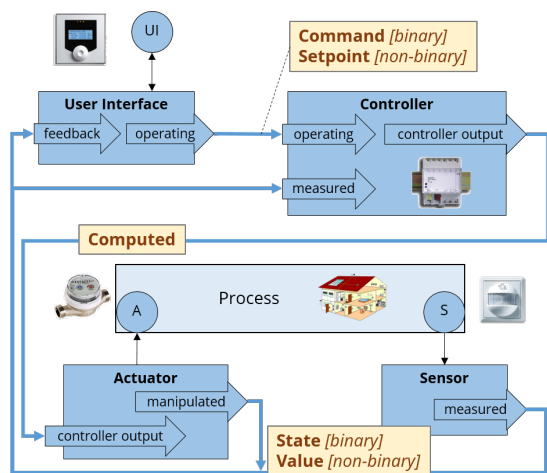 UI
Command [binary]
Setpoint [non-binary]
User Interface
feedback
operating
Controller
operating
controller output
measured
Computed
Process
A
S
Actuator
manipulated
controller output
Sensor
measured
State [binary]
Value [non-binary]